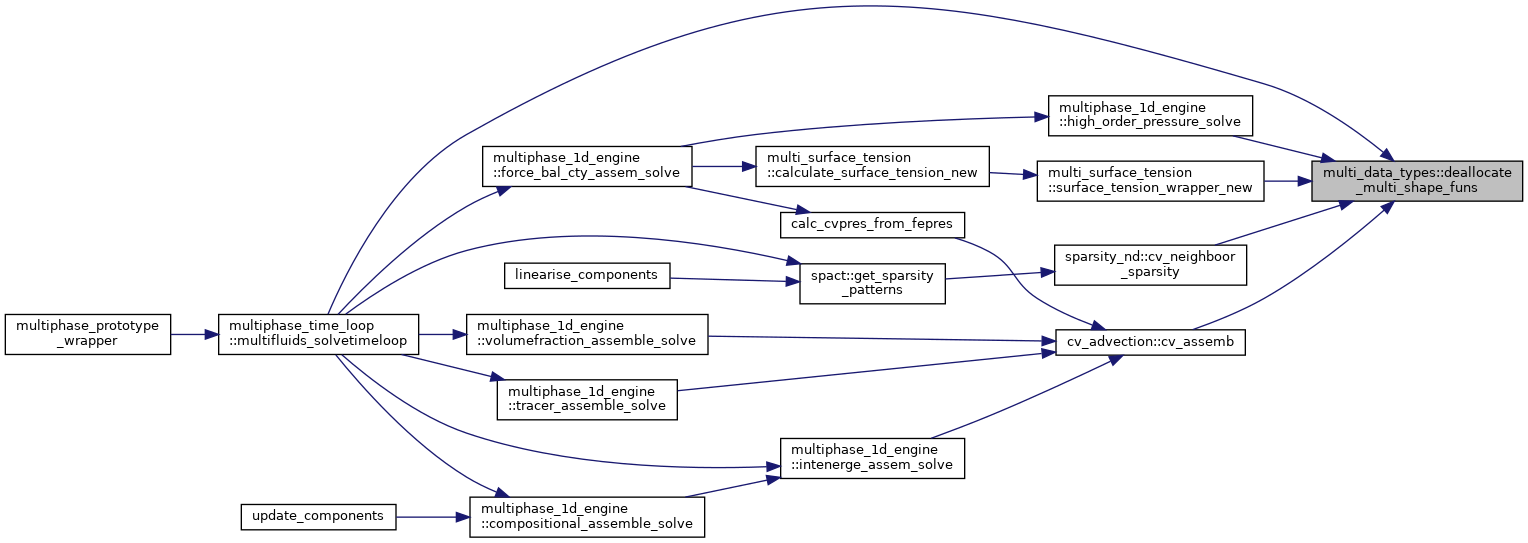 multiphase_1d_engine
::high_order_pressure_solve
multiphase_1d_engine
::force_bal_cty_assem_solve
multi_surface_tension
::calculate_surface_tension_new
multi_surface_tension
::surface_tension_wrapper_new
multi_data_types::deallocate
_multi_shape_funs
calc_cvpres_from_fepres
sparsity_nd::cv_neighboor
_sparsity
linearise_components
spact::get_sparsity
_patterns
multiphase_prototype
_wrapper
multiphase_time_loop
::multifluids_solvetimeloop
multiphase_1d_engine
::volumefraction_assemble_solve
cv_advection::cv_assemb
multiphase_1d_engine
::tracer_assemble_solve
multiphase_1d_engine
::intenerge_assem_solve
update_components
multiphase_1d_engine
::compositional_assemble_solve